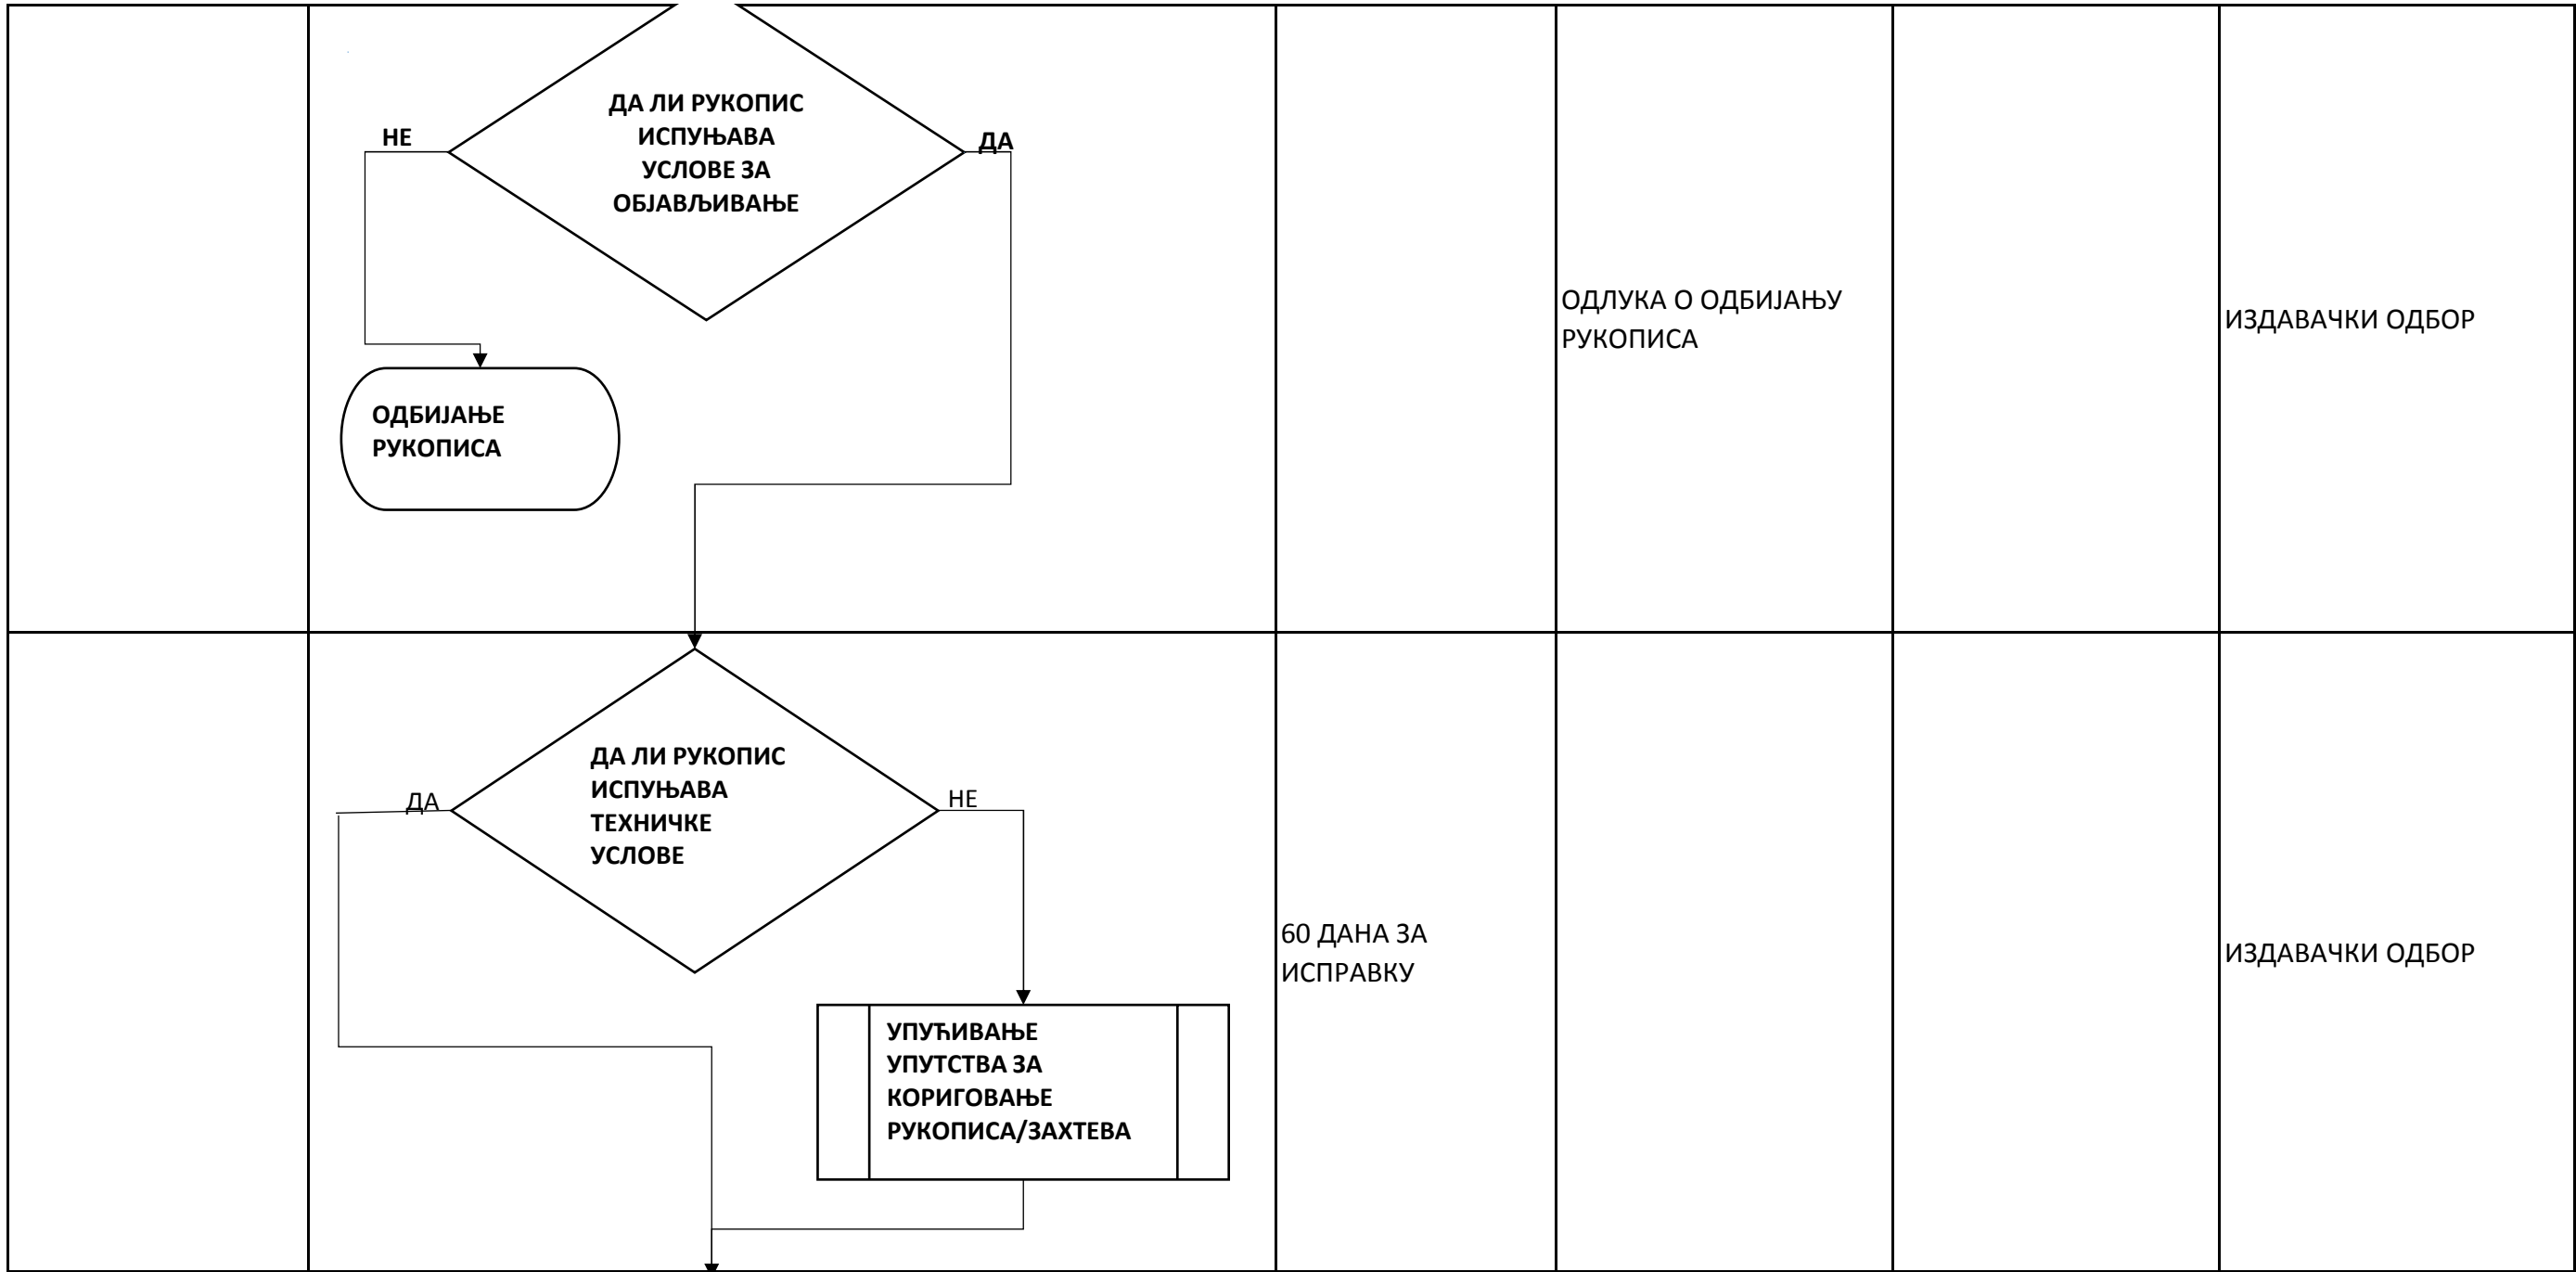 ДА ЛИ РУКОПИС
ИСПУЊАВА
УСЛОВЕ ЗА
ОБЈАВЉИВАЊЕ
НЕ
ДА
ОДБИЈАЊЕ
РУКОПИСА
ОДЛУКА О ОДБИЈАЊУ
РУКОПИСА
ИЗДАВАЧКИ ОДБОР
ДА ЛИ РУКОПИС
ИСПУЊАВА
ТЕХНИЧКЕ
УСЛОВЕ
ДА
НЕ
УПУЋИВАЊЕ
УПУТСТВА ЗА
КОРИГОВАЊЕ
РУКОПИСА/ЗАХТЕВА
60 ДАНА ЗА
ИСПРАВКУ
ИЗДАВАЧКИ ОДБОР